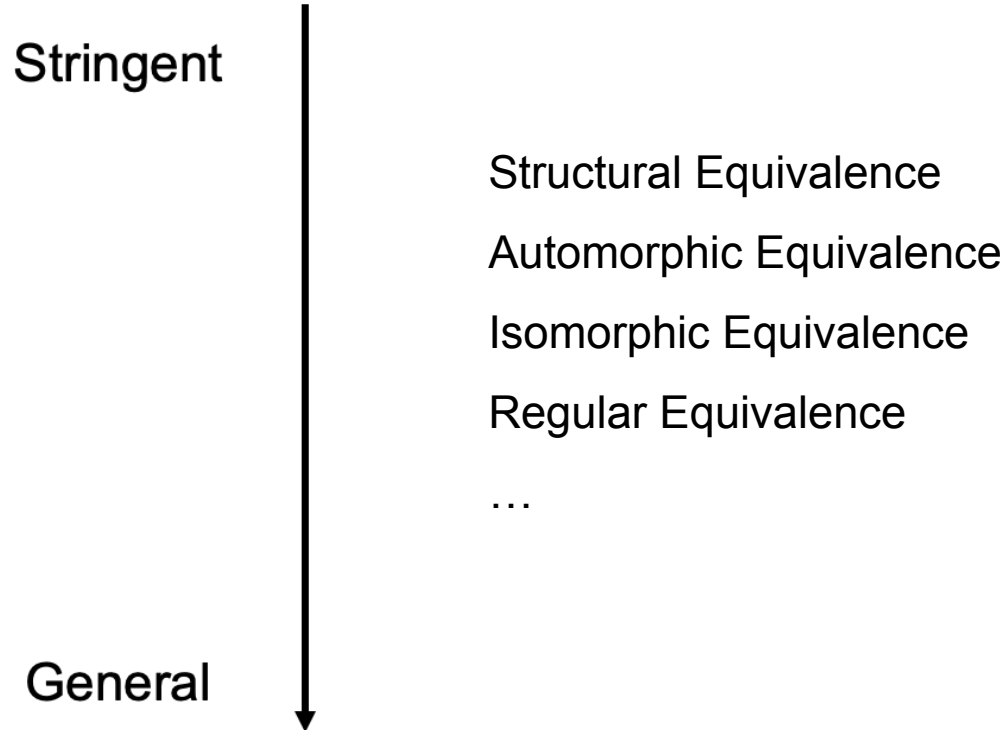 Stringent
Structural Equivalence
Automorphic Equivalence
Isomorphic Equivalence
Regular Equivalence
…
General